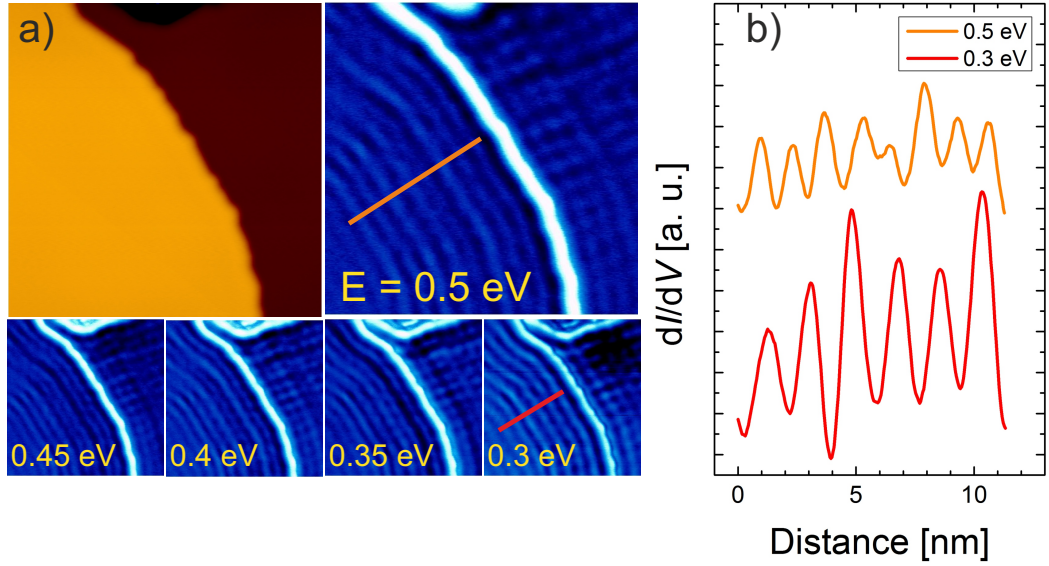 a)
E = 0.5 eV
0.45 eV
0.4 eV
0.35 eV
0.3 eV
b)
0.5 eV
0.3 eV
dI/dV [a. u.]
0 5 10
Distance [nm]